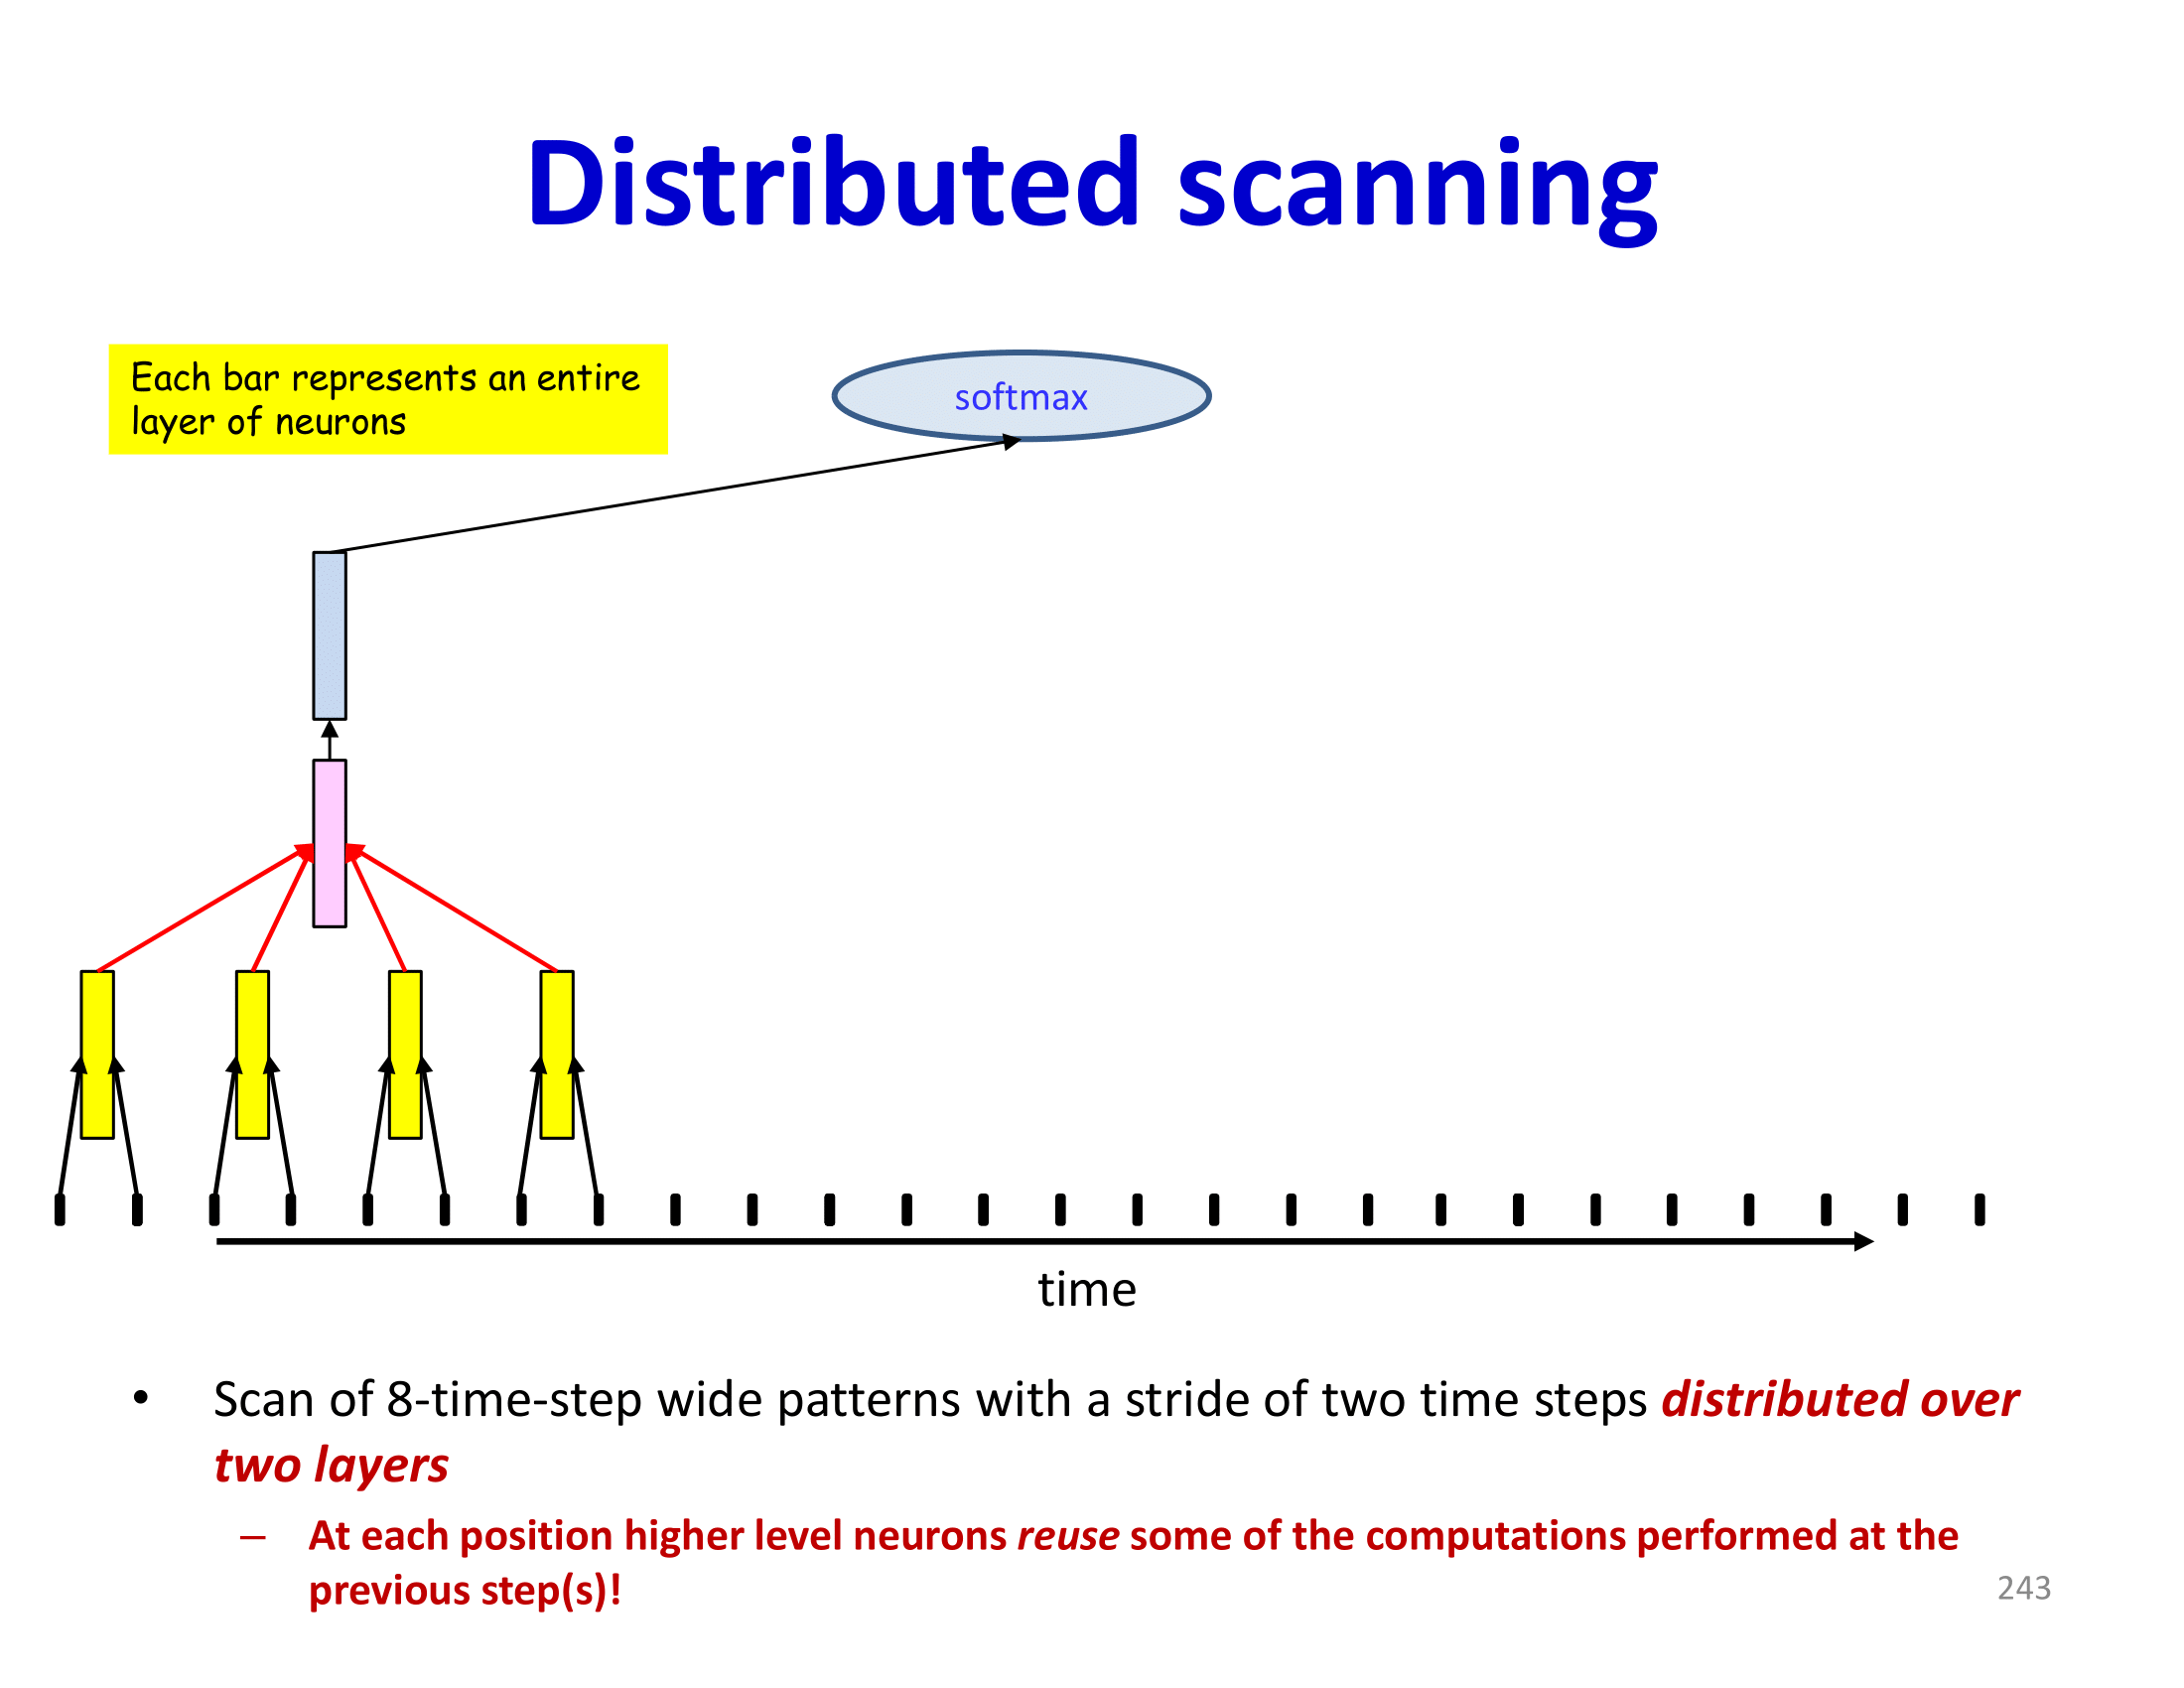 Distributed scanning
Each bar represents an entire
layer of neurons
softmax
time
• Scan of 8-time-step wide patterns with a stride of two time steps distributed over
two layers
– At each position higher level neurons reuse some of the computations performed at the
previous step(s)!
243